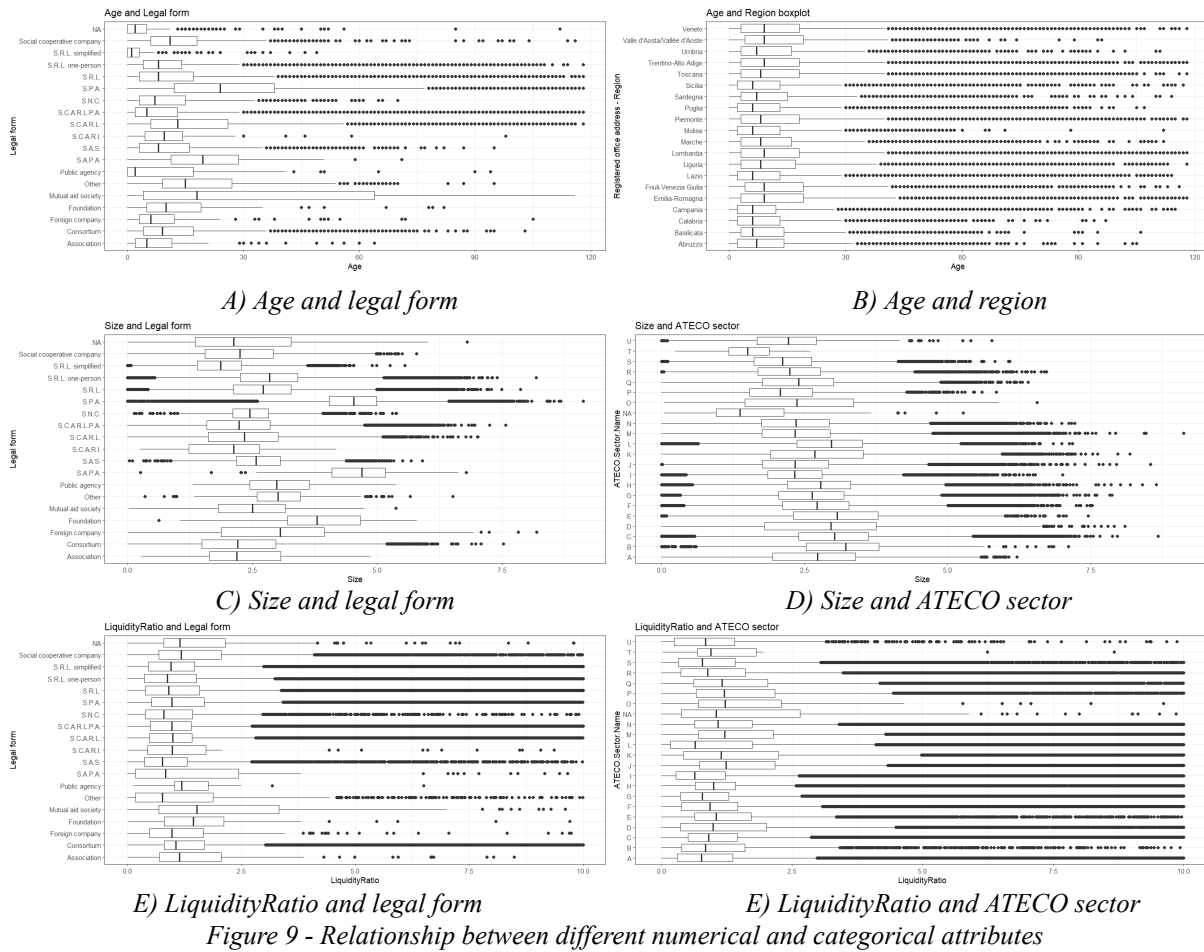 Age and Legal form
NA
Social cooperative company
S.R.L. simplified
S.R.L. one-person
S.R.L
S.P.A
S.N.C.
S.C.A.R.L.P.A.
S.C.A.R.L.
S.C.A.R.I.
S.A.S.
S.A.P.A.
Public agency
Other
Mutual aid society
Foundation
Foreign company
Consortium
Association
Legal form
0 30 60 90 120
Age
A) Age and legal form
Age and Region boxplot
Veneto
Valle d'Aosta/Vallée d'Aoste
Umbria
Trentino-Alto Adige
Toscana
Sicilia
Sardegna
Puglia
Piemonte
Molise
Marche
Lombardia
Liguria
Lazio
Friuli-Venezia Giulia
Emilia-Romagna
Campania
Calabria
Basilicata
Abruzzo
Registered office address - Region
0 30 60 90 120
Age
B) Age and region
Size and Legal form
NA
Social cooperative company
S.R.L. simplified
S.R.L. one-person
S.R.L
S.P.A
S.N.C.
S.C.A.R.L.P.A.
S.C.A.R.L.
S.C.A.R.I.
S.A.S.
S.A.P.A.
Public agency
Other
Mutual aid society
Foundation
Foreign company
Consortium
Association
Legal form
0.0 2.5 5.0 7.5
Size
C) Size and legal form
Size and ATECO sector
U
T
S
R
Q
P
O
NA
N
M
L
K
J
I
H
G
F
E
D
C
B
A
ATECO.Sector.Name
0.0 2.5 5.0 7.5
Size
D) Size and ATECO sector
LiquidityRatio and Legal form
NA
Social cooperative company
S.R.L. simplified
S.R.L. one-person
S.R.L
S.P.A
S.N.C.
S.C.A.R.L.P.A.
S.C.A.R.L.
S.C.A.R.I.
S.A.S.
S.A.P.A.
Public agency
Other
Mutual aid society
Foundation
Foreign company
Consortium
Association
Legal form
0.0 2.5 5.0 7.5 10.0
LiquidityRatio
E) LiquidityRatio and legal form
LiquidityRatio and ATECO sector
U
T
S
R
Q
P
O
NA
N
M
L
K
J
I
H
G
F
E
D
C
B
A
ATECO.Sector.Name
0.0 2.5 5.0 7.5 10.0
LiquidityRatio
E) LiquidityRatio and ATECO sector
Figure 9 - Relationship between different numerical and categorical attributes